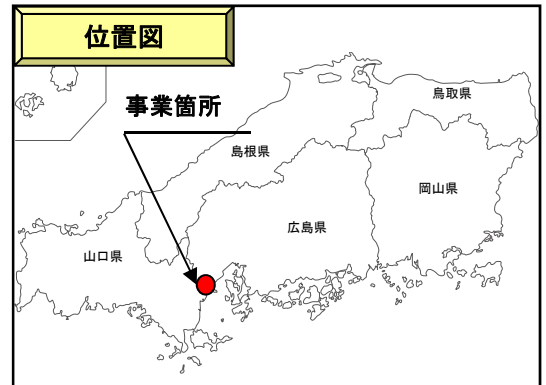 位置図
事業箇所
鳥取県
島根県
岡山県
広島県
山口県